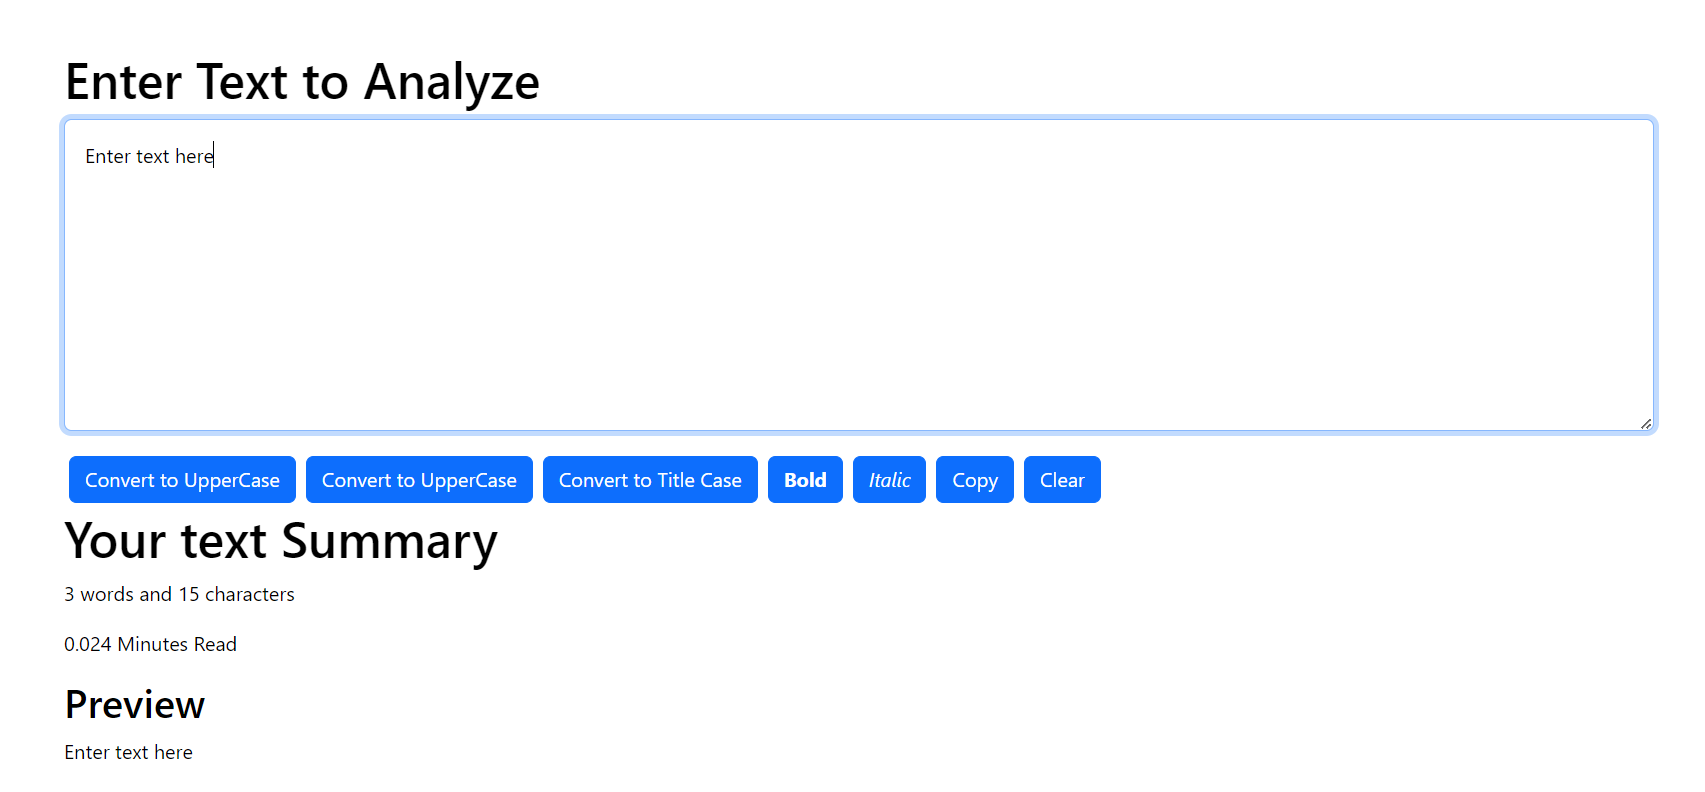 Enter Text to Analyze
Enter text here
Convert to UpperCase Convert to UpperCase Convert to Title Case Bold Italic Copy Clear
Your text Summary
3 words and 15 characters
0.024 Minutes Read
Preview
Enter text here